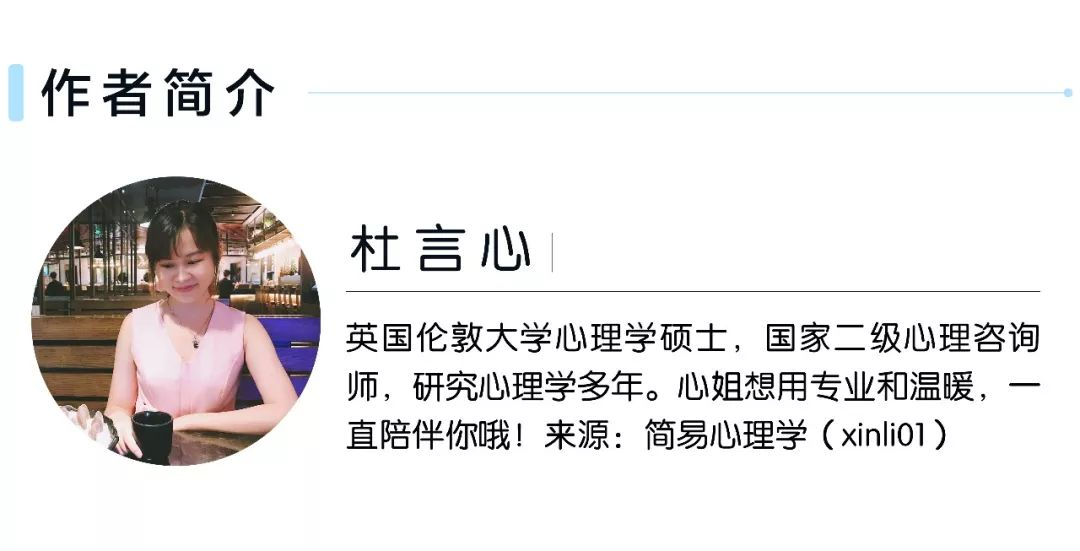 作者简介
杜言心
英国伦敦大学心理学硕士，国家二级心理咨询
师，研究心理学多年。心姐想用专业和温暖，一
直陪伴你哦！来源：简易心理学（xinli01）